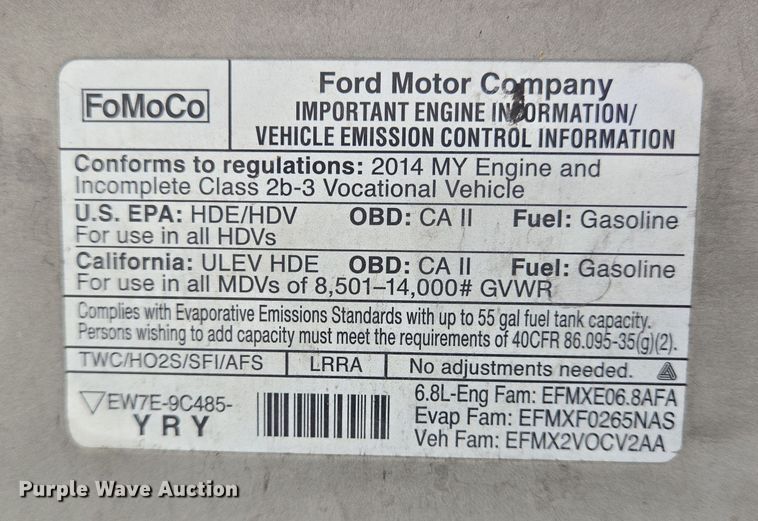 FoMoCo
Ford Motor Company
IMPORTANT ENGINE INFORMATION/
VEHICLE EMISSION CONTROL INFORMATION
Conforms to regulations: 2014 MY Engine and
Incomplete Class 2b-3 Vocational Vehicle
U.S. EPA: HDE/HDV OBD: CA II Fuel: Gasoline
For use in all HDVs
California: ULEV HDE OBD: CA II Fuel: Gasoline
For use in all MDVs of 8,501–14,000# GVWR
Complies with Evaporative Emissions Standards with up to 55 gal fuel tank capacity.
Persons wishing to add capacity must meet the requirements of 40CFR 86.095-35(g)(2).
TWC/HO2S/SFI/AFS LRRA No adjustments needed.
EW7E-9C485-
YRY
6.8L-Eng Fam: EFMXE06.8AFA
Evap Fam: EFMXF0265NAS
Veh Fam: EFMX2VOCV2AA
Purple Wave Auction